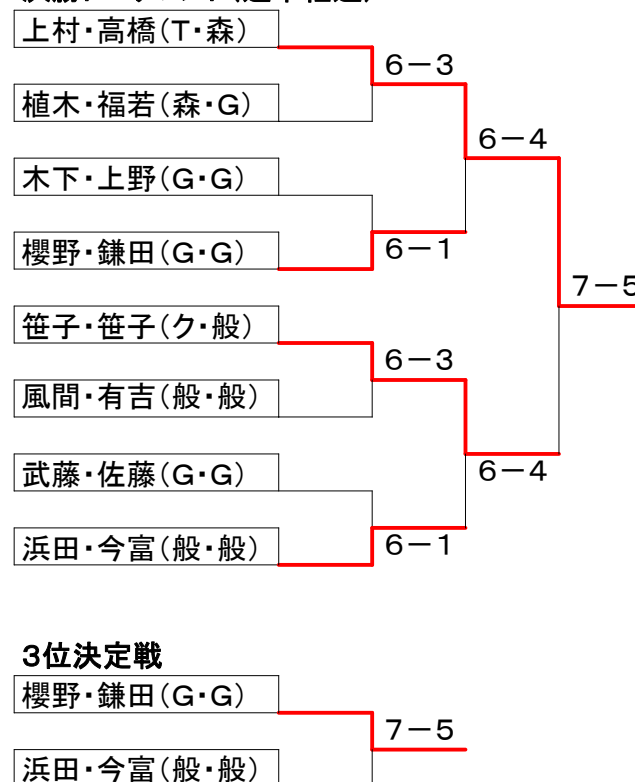 上村・高橋(T・森)
6-3
植木・福若(森・G)
6-4
木下・上野(G・G)
櫻野・鎌田(G・G)
6-1
7-5
笹子・笹子(ク・般)
6-3
風間・有吉(般・般)
武藤・佐藤(G・G)
6-4
浜田・今富(般・般)
6-1
3位決定戦
櫻野・鎌田(G・G)
7-5
浜田・今富(般・般)